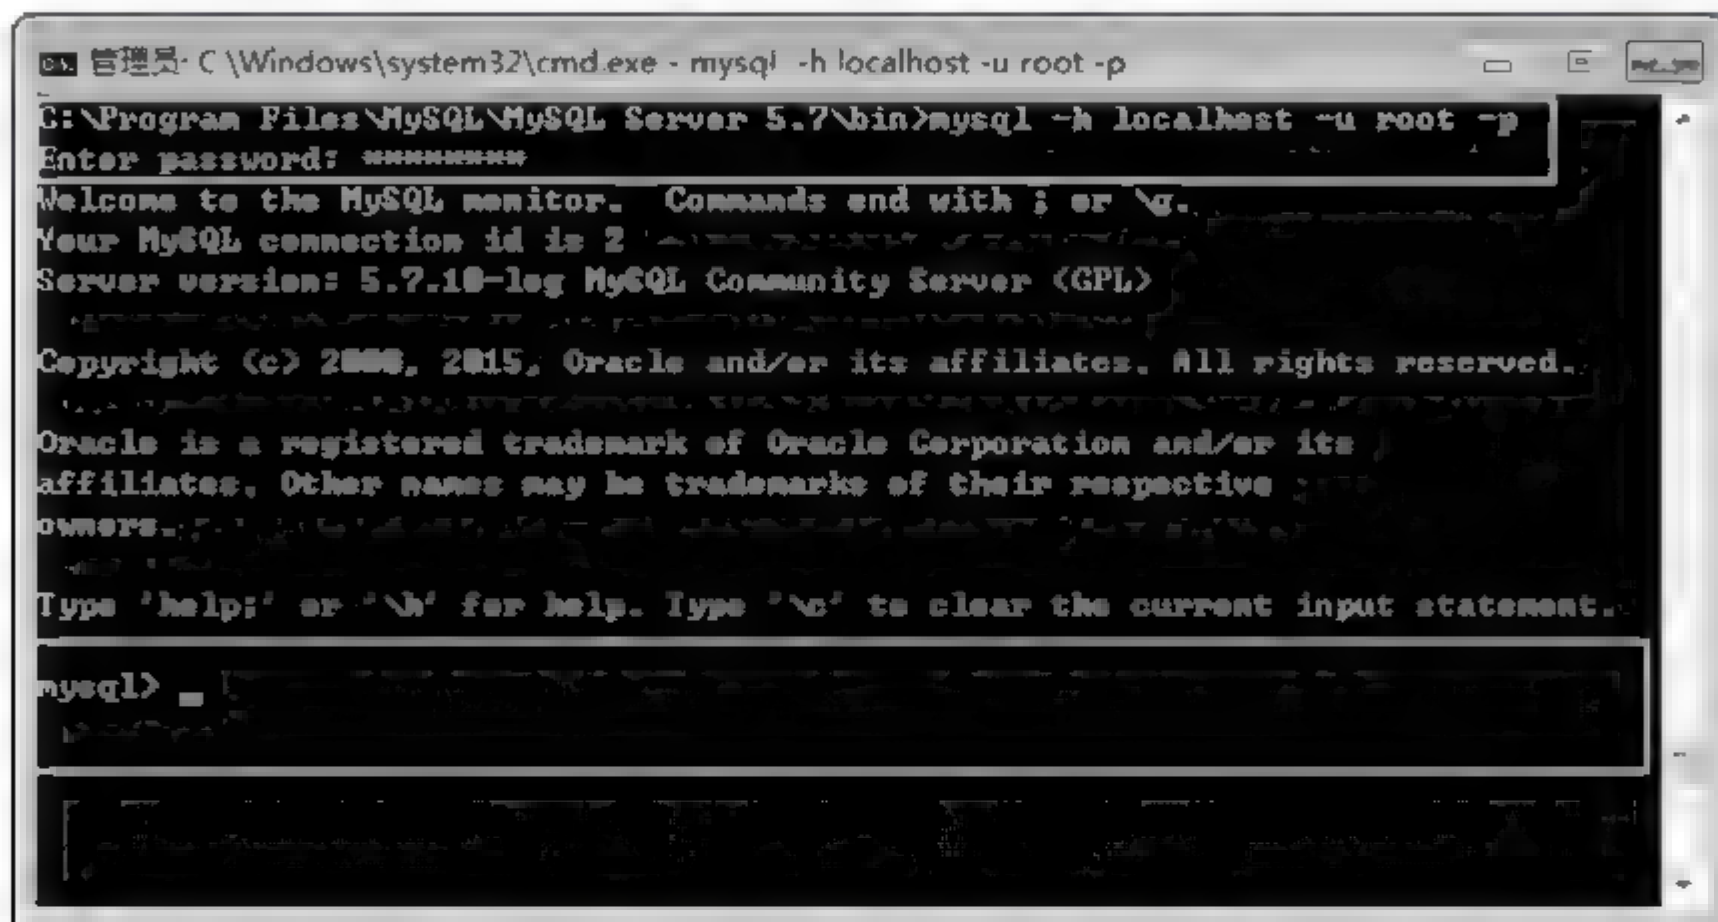 管理员: C:\Windows\system32\cmd.exe - mysql -h localhost -u root -p
C:\Program Files\MySQL\MySQL Server 5.7\bin>mysql -h localhost -u root -p
Enter password: ********
Welcome to the MySQL monitor.  Commands end with ; or \g.
Your MySQL connection id is 2
Server version: 5.7.10-log MySQL Community Server (GPL)
Copyright (c) 2000, 2015, Oracle and/or its affiliates. All rights reserved.
Oracle is a registered trademark of Oracle Corporation and/or its
affiliates. Other names may be trademarks of their respective
owners.
Type 'help;' or '\h' for help. Type '\c' to clear the current input statement.
mysql> _